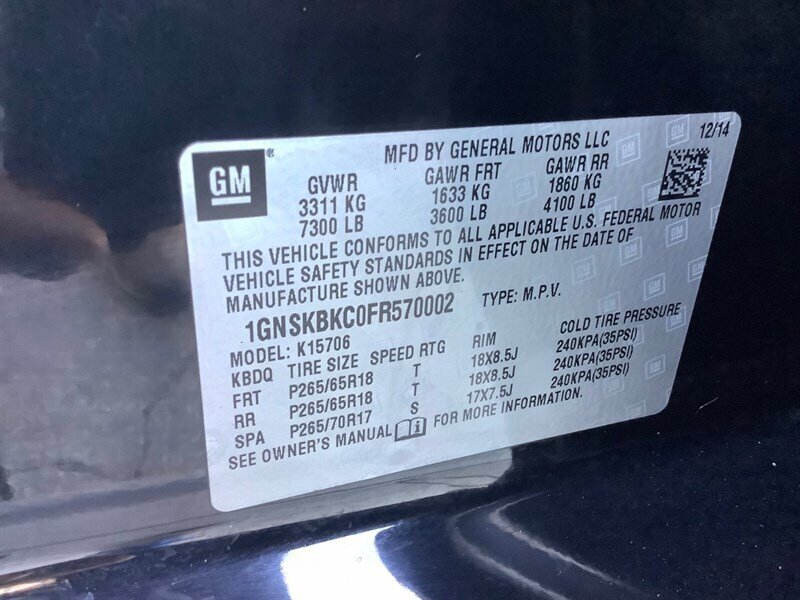 GM
MFD BY GENERAL MOTORS LLC
12/14
GVWR GAWR FRT GAWR RR
3311 KG 1633 KG 1860 KG
7300 LB 3600 LB 4100 LB
THIS VEHICLE CONFORMS TO ALL APPLICABLE U.S. FEDERAL MOTOR
VEHICLE SAFETY STANDARDS IN EFFECT ON THE DATE OF
MANUFACTURE SHOWN ABOVE.
1GNSKBKC0FR570002 TYPE: M.P.V.
MODEL: K15706
KBDQ TIRE SIZE SPEED RTG RIM COLD TIRE PRESSURE
FRT P265/65R18 T 18X8.5J 240KPA(35PSI)
RR P265/65R18 T 18X8.5J 240KPA(35PSI)
SPA P265/70R17 S 17X7.5J 240KPA(35PSI)
SEE OWNER'S MANUAL FOR MORE INFORMATION.